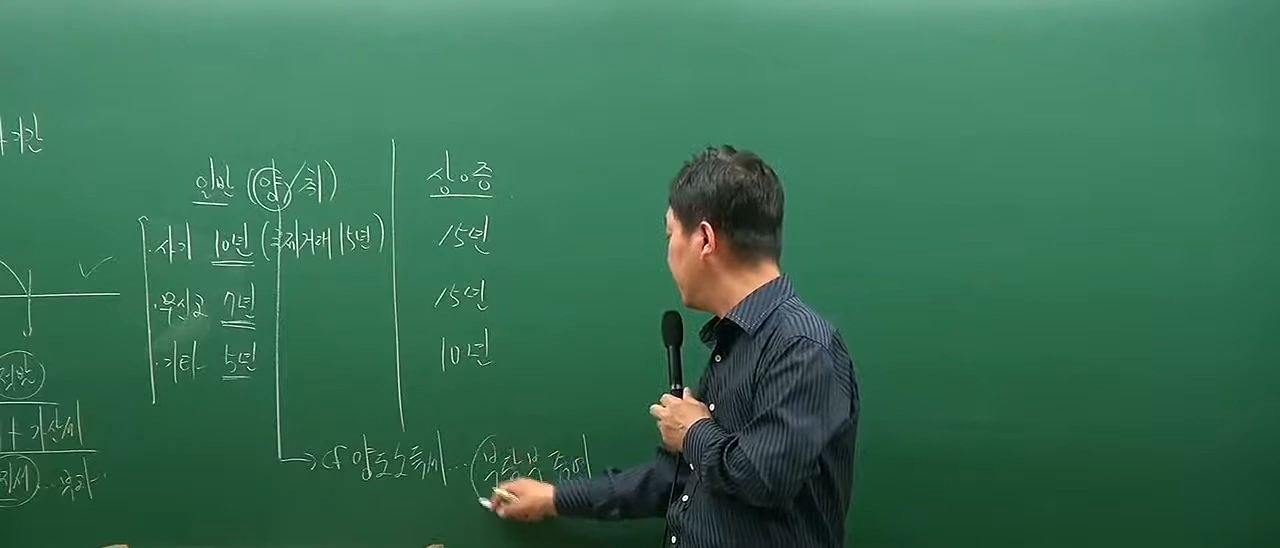 기간
일반 (양/취)
상·증
·사기 10년 (국제거래 15년)
15년
·무신고 7년
15년
·기타 5년
10년
+ 가산세
→ cf 양도소득세 … (부담부 증여